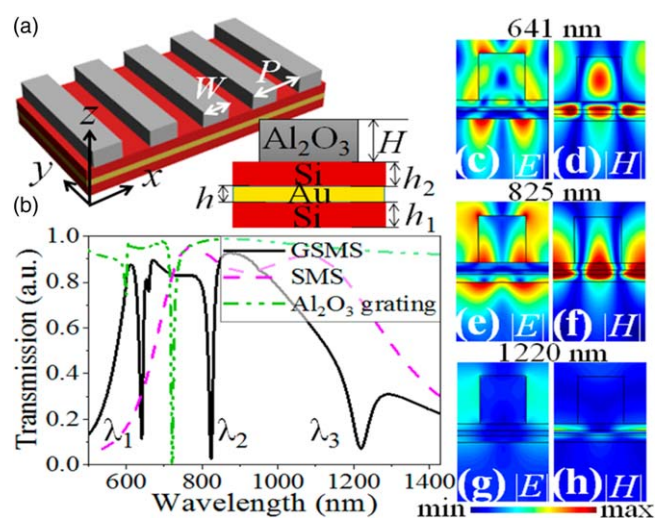 (a)
W
P
z
y
x
Al₂O₃
H
Si
h₂
h
Au
Si
h₁
(b)
Transmission (a.u.)
1.0
0.8
0.6
0.4
0.2
0.0
GSMS
SMS
Al₂O₃ grating
λ₁
λ₂
λ₃
600
800
1000
1200
1400
Wavelength (nm)
641 nm
(c) |E|
(d) |H|
825 nm
(e) |E|
(f) |H|
1220 nm
(g) |E|
(h) |H|
min
max